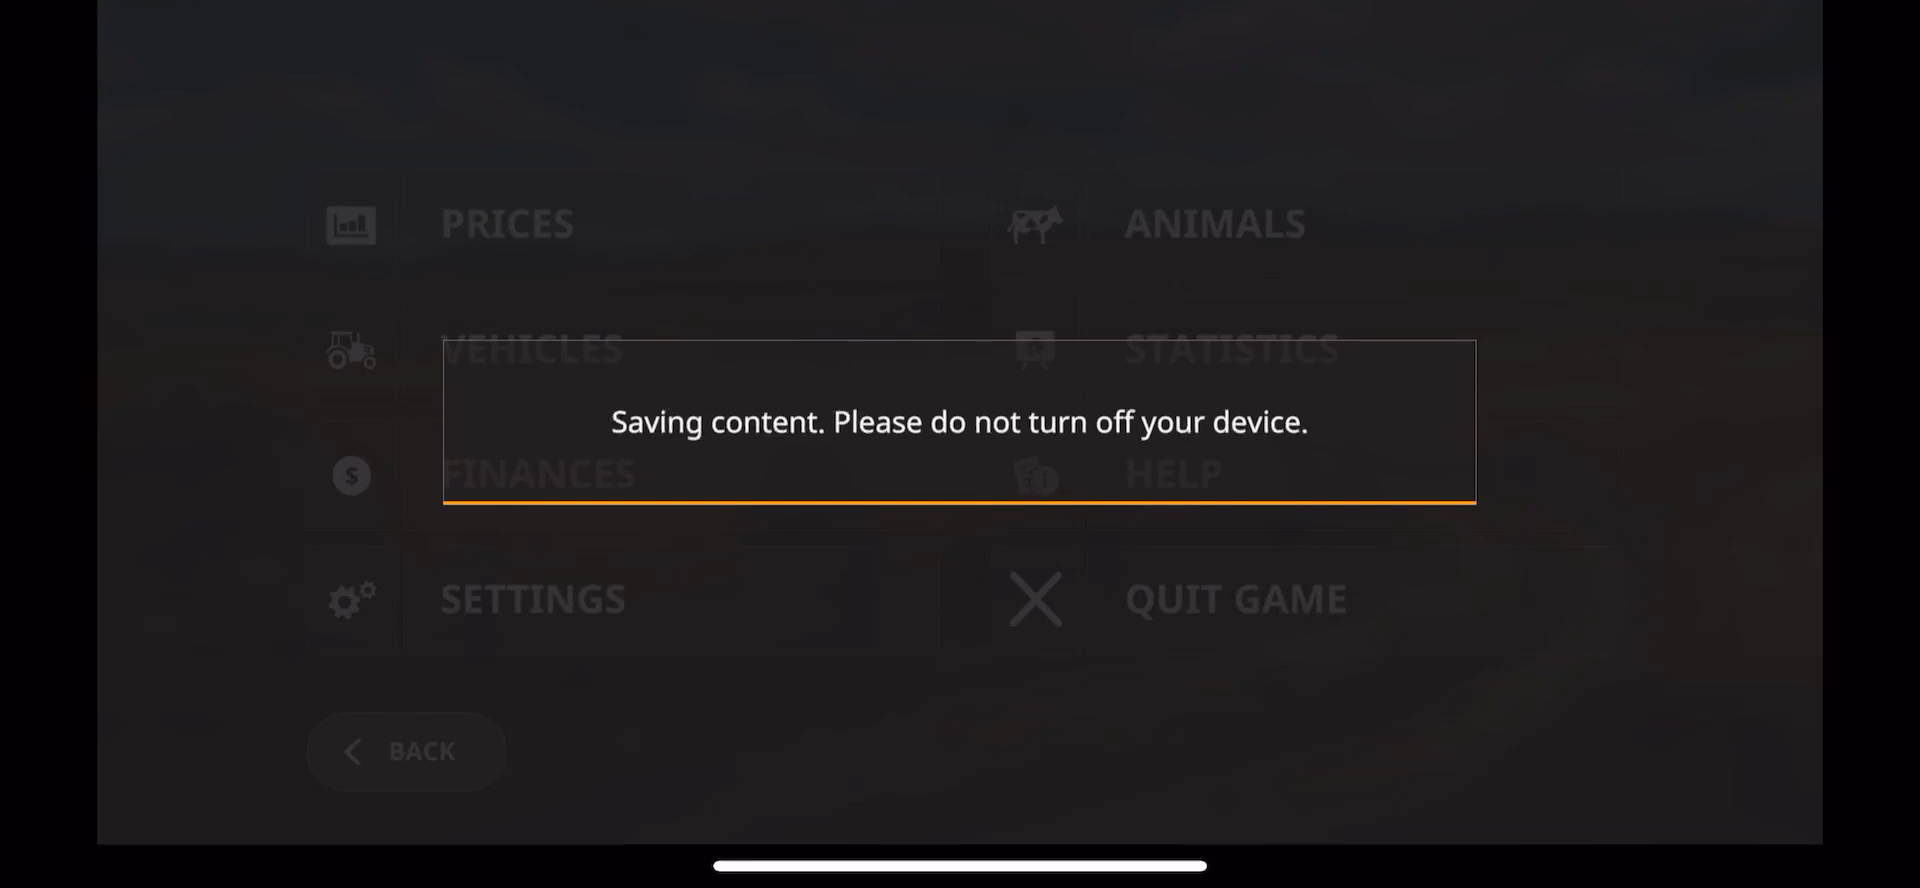 PRICES
ANIMALS
VEHICLES
STATISTICS
Saving content. Please do not turn off your device.
FINANCES
HELP
SETTINGS
QUIT GAME
BACK